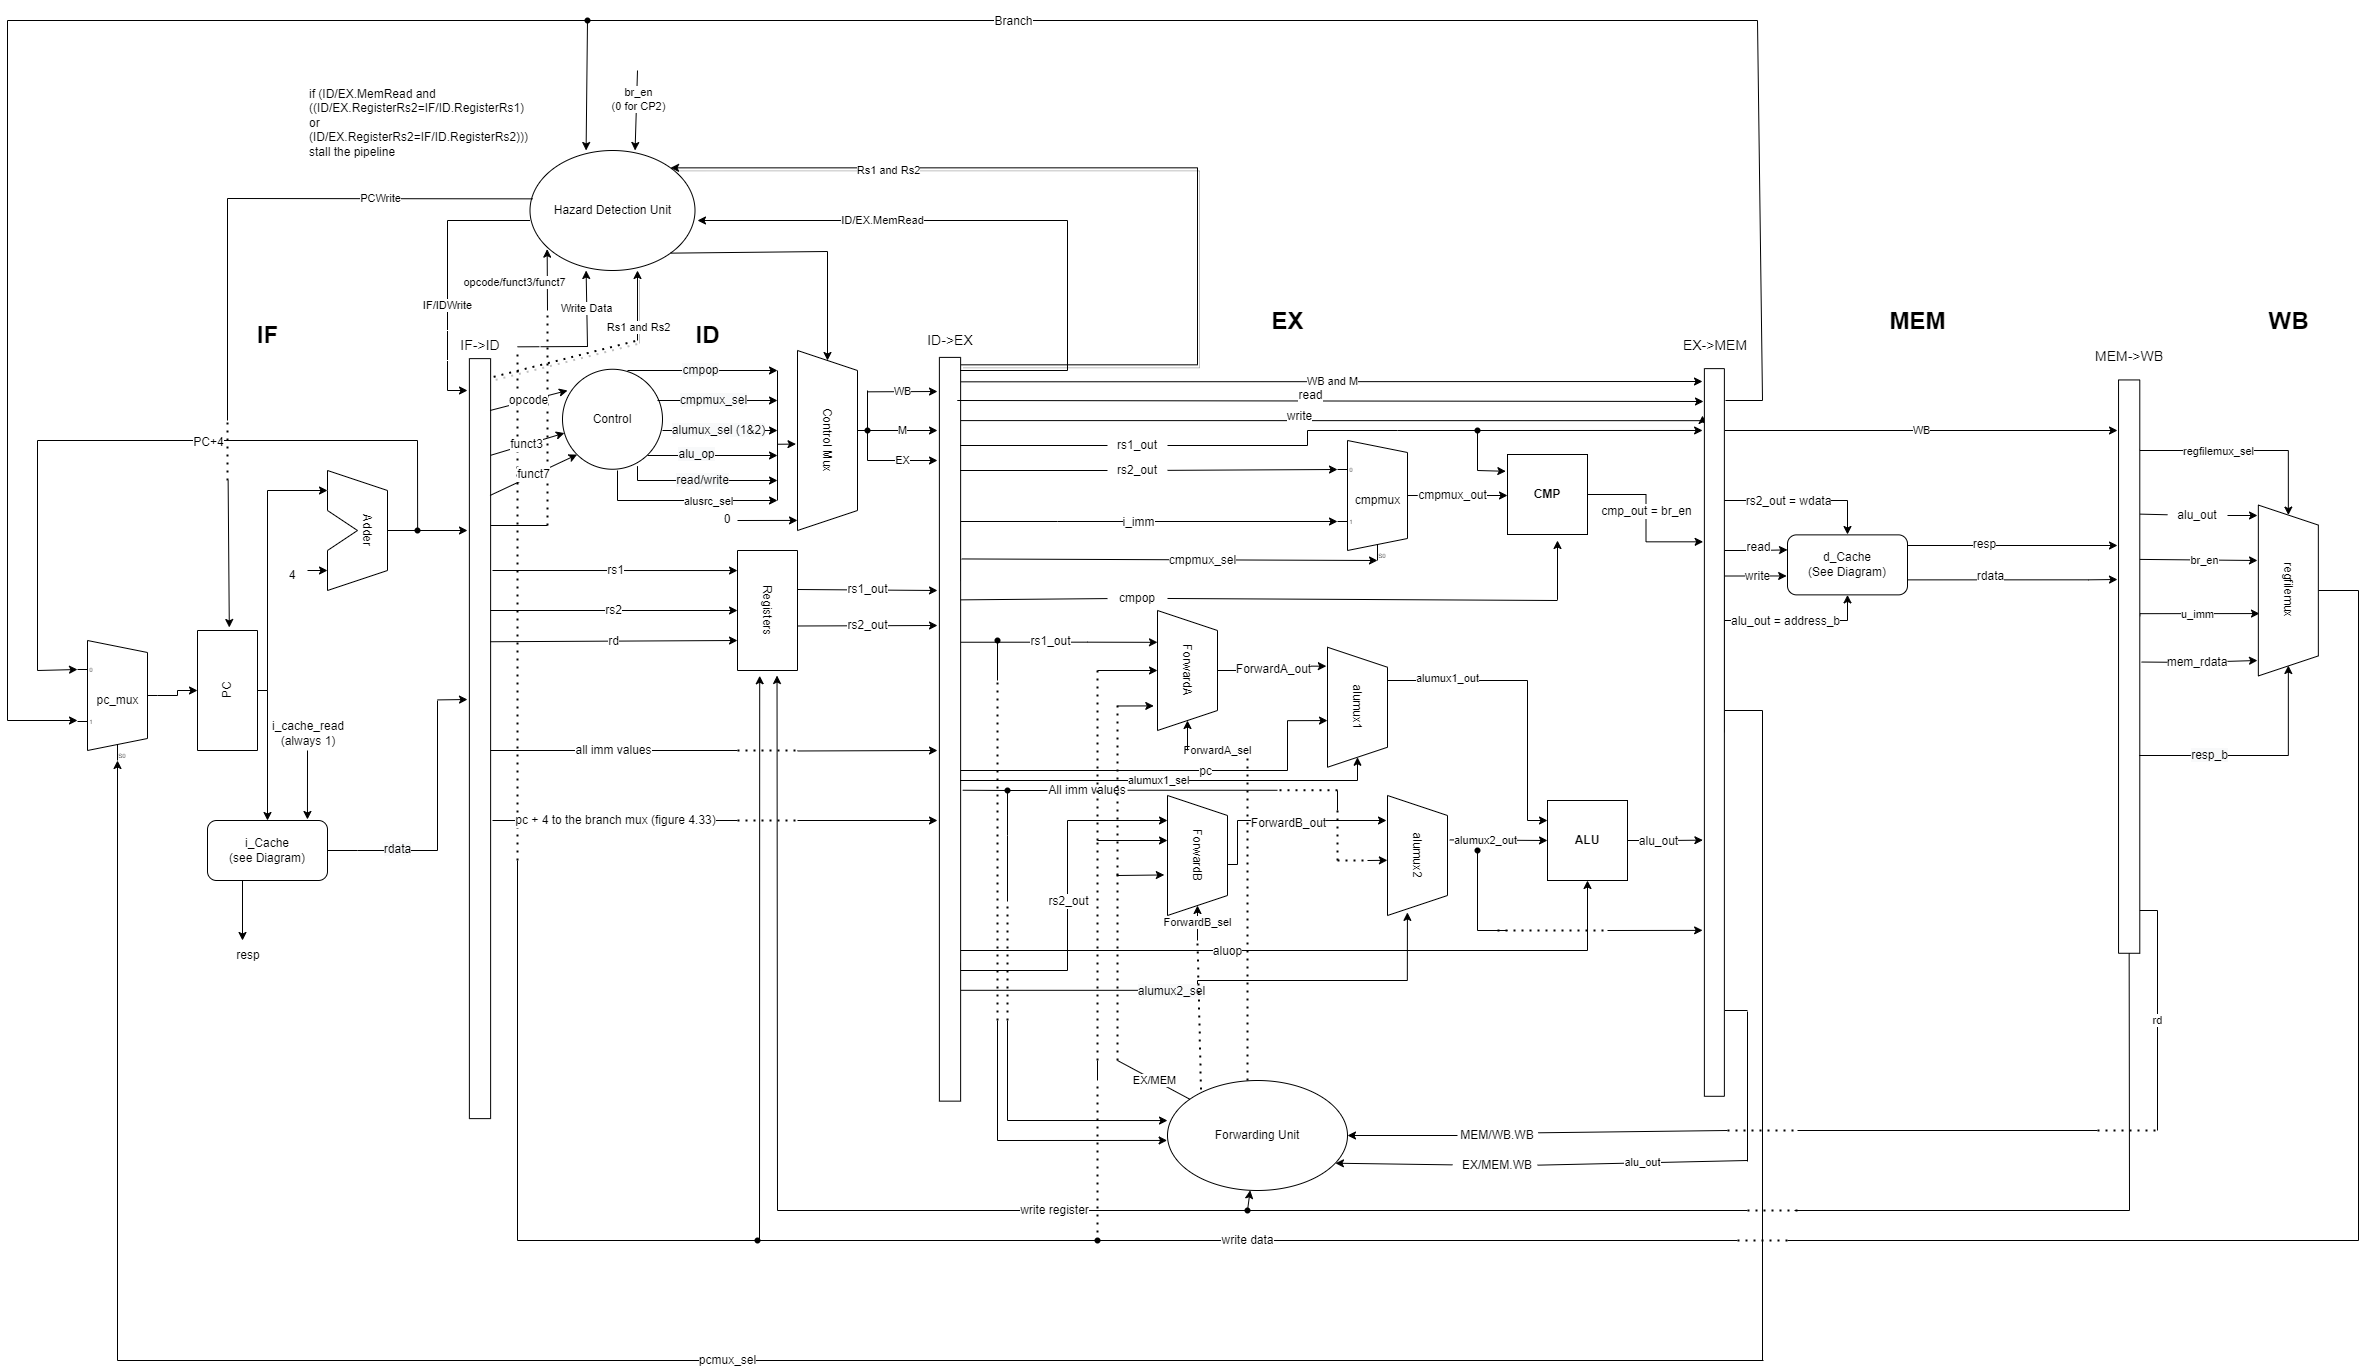 Branch
if (ID/EX.MemRead and
((ID/EX.RegisterRs2=IF/ID.RegisterRs1)
or
(ID/EX.RegisterRs2=IF/ID.RegisterRs2)))
stall the pipeline
br_en
(0 for CP2)
Rs1 and Rs2
PCWrite
Hazard Detection Unit
ID/EX.MemRead
opcode/funct3/funct7
IF/IDWrite
Write Data
Rs1 and Rs2
IF
ID
EX
MEM
WB
IF->ID
ID->EX
EX->MEM
MEM->WB
cmpop
cmpmux_sel
alumux_sel (1&2)
alu_op
read/write
alusrc_sel
0
opcode
funct3
funct7
Control
Control Mux
WB
M
EX
WB and M
read
write
rs1_out
rs2_out
i_imm
cmpmux_sel
cmpop
0
cmpmux
1
S0
cmpmux_out
CMP
cmp_out = br_en
WB
rs2_out = wdata
read
write
alu_out = address_b
d_Cache
(See Diagram)
resp
rdata
regfilemux_sel
alu_out
br_en
u_imm
mem_rdata
resp_b
regfilemux
PC+4
Adder
4
0
pc_mux
1
S0
PC
i_cache_read
(always 1)
i_Cache
(see Diagram)
rdata
resp
rs1
rs2
rd
Registers
rs1_out
rs2_out
all imm values
pc + 4 to the branch mux (figure 4.33)
rs1_out
ForwardA
ForwardA_out
ForwardA_sel
alumux1
alumux1_out
pc
alumux1_sel
All imm values
ForwardB
ForwardB_out
ForwardB_sel
rs2_out
alumux2
alumux2_out
ALU
alu_out
aluop
alumux2_sel
EX/MEM
Forwarding Unit
MEM/WB.WB
EX/MEM.WB
alu_out
rd
write register
write data
pcmux_sel